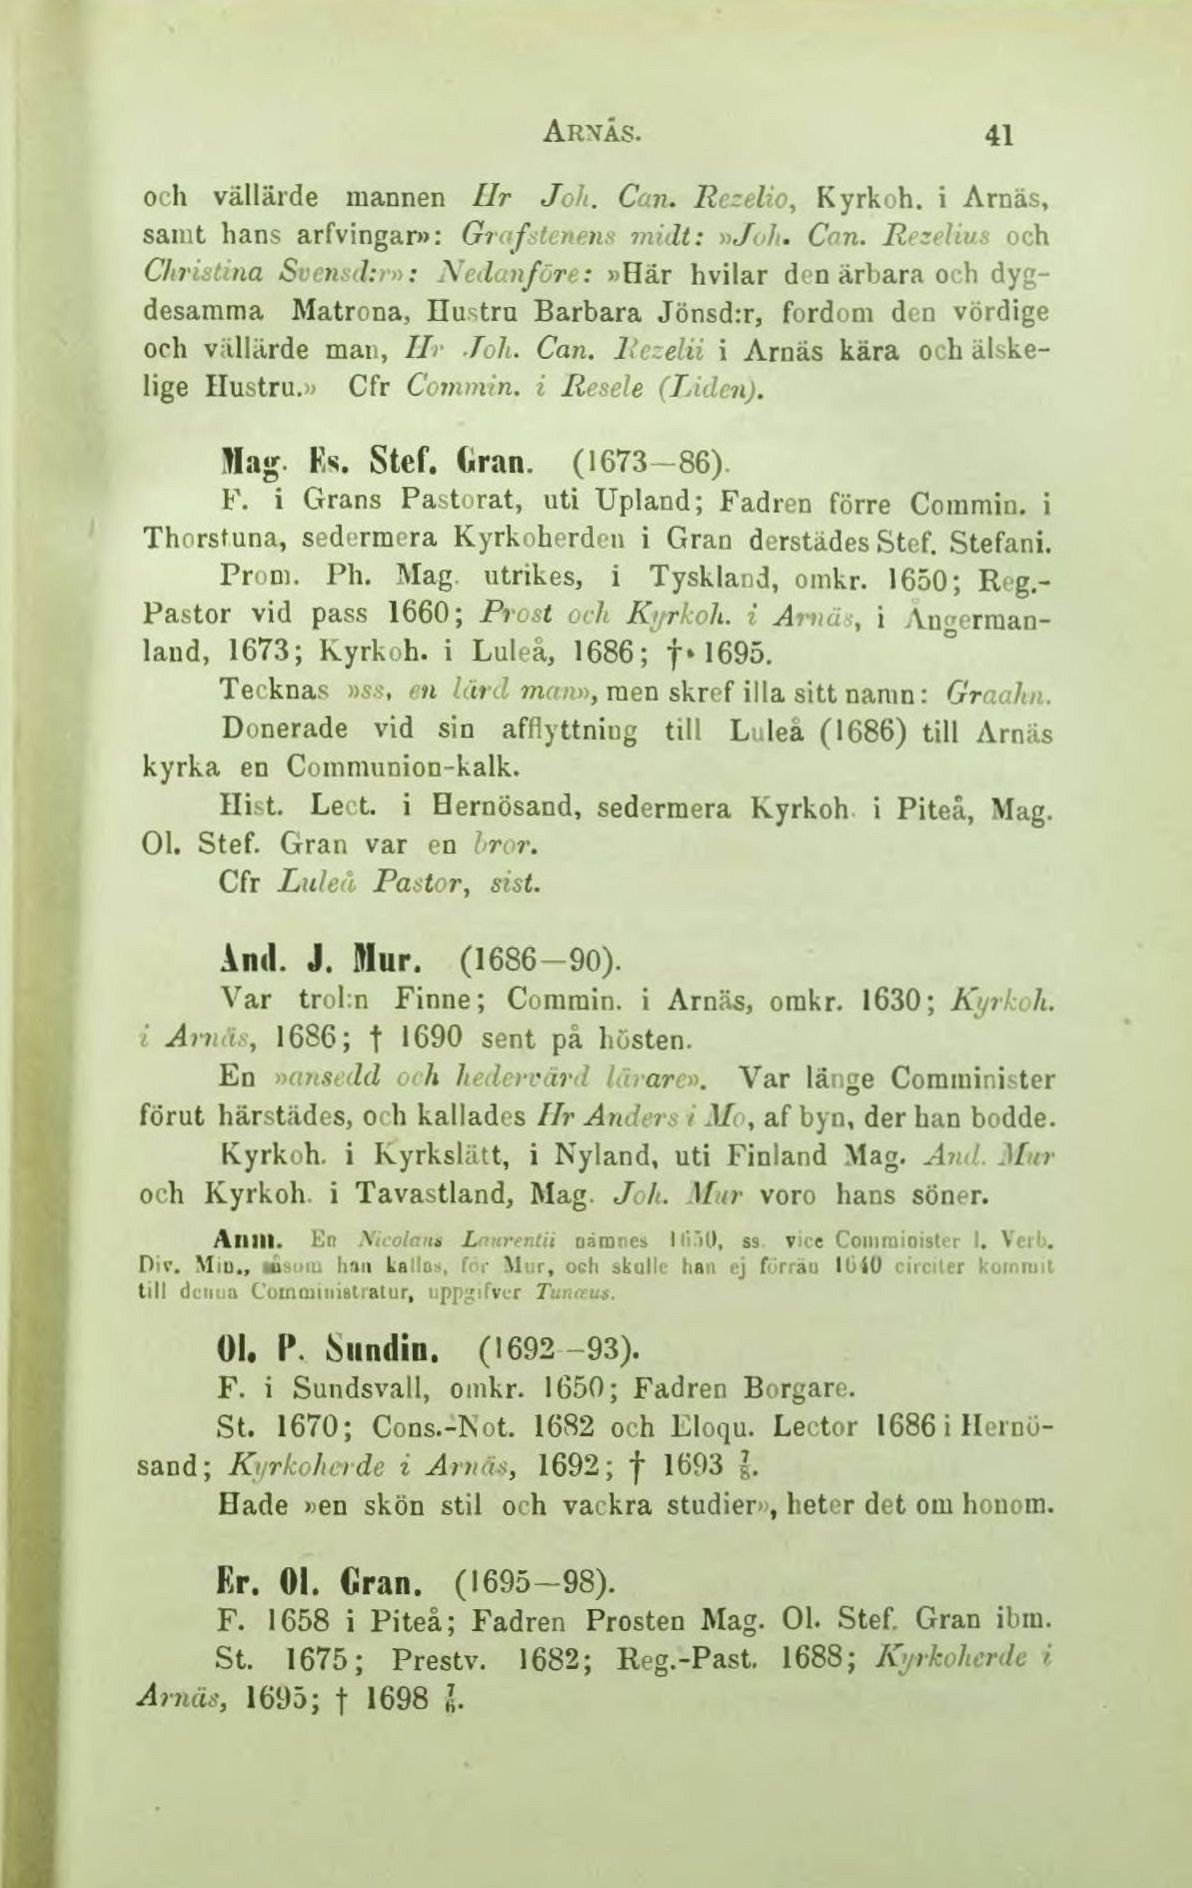 ARNÄS. 41
och vällärde mannen Hr Joh. Can. Rezelio, Kyrkoh. i Arnäs,
samt hans arfvingar»: Grafstenens midt: »Joh. Can. Rezelius och
Christina Svensd:r»: Nedanföre: »Här hvilar den ärbara och dyg-
desamma Matrona, Hustru Barbara Jönsd:r, fordom den vördige
och vällärde man, Hr Joh. Can. Rezelii i Arnäs kära och älske-
lige Hustru.» Cfr Commin. i Resele (Liden).
Mag. Es. Stef. Gran. (1673—86).
F. i Grans Pastorat, uti Upland; Fadren förre Commin. i
Thorstuna, sedermera Kyrkoherden i Gran derstädes Stef. Stefani.
Prom. Ph. Mag. utrikes, i Tyskland, omkr. 1650; Reg.-
Pastor vid pass 1660; Prost och Kyrkoh. i Arnäs, i Ångerman-
land, 1673; Kyrkoh. i Luleå, 1686; † 1695.
Tecknas »ss, en lärd man», men skref illa sitt namn: Graahn.
Donerade vid sin afflyttning till Luleå (1686) till Arnäs
kyrka en Communion-kalk.
Hist. Lect. i Hernösand, sedermera Kyrkoh. i Piteå, Mag.
Ol. Stef. Gran var en bror.
Cfr Luleå Pastor, sist.
And. J. Mur. (1686—90).
Var trol:n Finne; Commin. i Arnäs, omkr. 1630; Kyrkoh.
i Arnäs, 1686; † 1690 sent på hösten.
En »ansedd och hedervärd lärare». Var länge Comminister
förut härstädes, och kallades Hr Anders i Mo, af byn, der han bodde.
Kyrkoh. i Kyrkslätt, i Nyland, uti Finland Mag. And. Mur
och Kyrkoh. i Tavastland, Mag. Joh. Mur voro hans söner.
Anm. En Nicolaus Laurentii nämnes 1650, ss. vice Comminister l. Verb.
Div. Min., såsom han kallas, för Mur, och skulle han ej förrän 1640 circiter kommit
till denna Comministratur, uppgifver Tunæus.
Ol. P. Sundin. (1692—93).
F. i Sundsvall, omkr. 1650; Fadren Borgare.
St. 1670; Cons.-Not. 1682 och Eloqu. Lector 1686 i Hernö-
sand; Kyrkoherde i Arnäs, 1692; † 1693 7/8.
Hade »en skön stil och vackra studier», heter det om honom.
Er. Ol. Gran. (1695—98).
F. 1658 i Piteå; Fadren Prosten Mag. Ol. Stef. Gran ibm.
St. 1675; Prestv. 1682; Reg.-Past. 1688; Kyrkoherde i
Arnäs, 1695; † 1698 7/6.